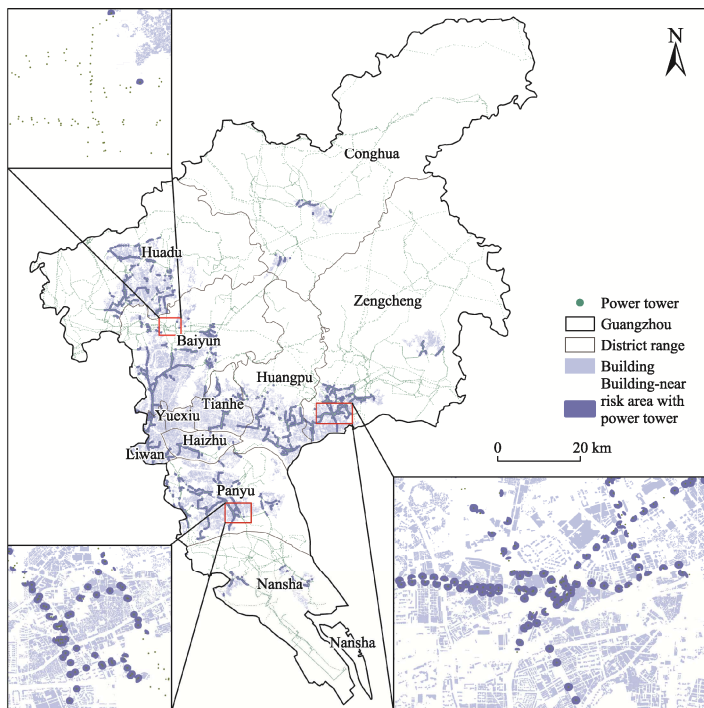 N
Conghua
Huadu
Zengcheng
Baiyun
Huangpu
Tianhe
Yuexiu
Haizhu
Liwan
Panyu
Nansha
Nansha
Power tower
Guangzhou
District range
Building
Building-near
risk area with
power tower
0 20 km